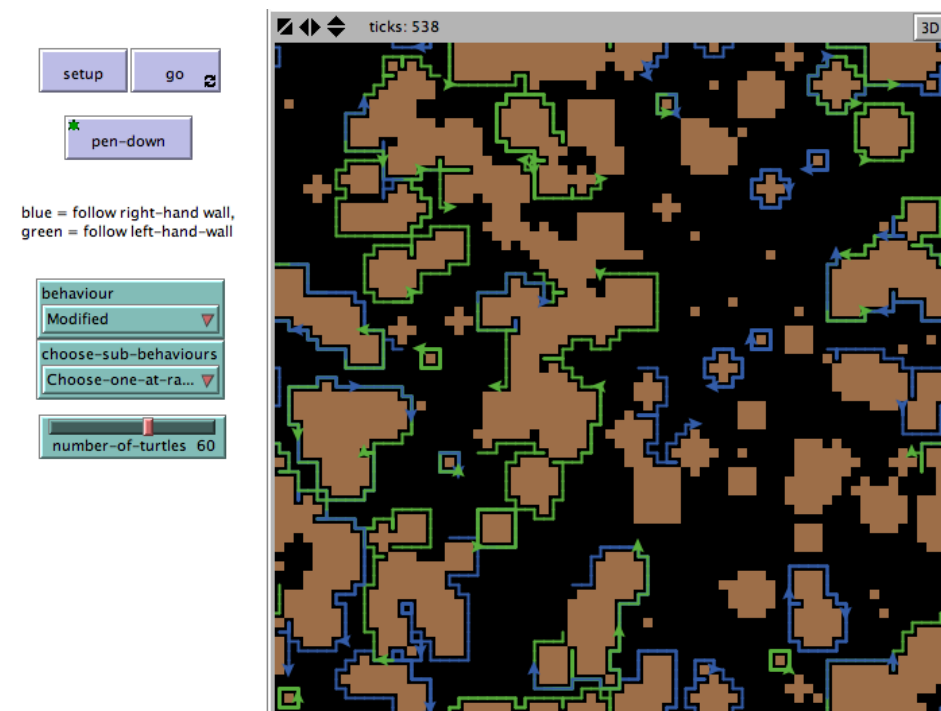 ticks: 538
3D
setup
go
pen-down
blue = follow right-hand wall,
green = follow left-hand-wall
behaviour
Modified
choose-sub-behaviours
Choose-one-at-ra...
number-of-turtles 60